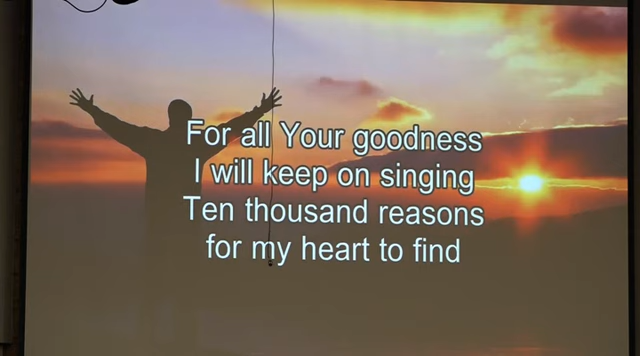 For all Your goodness
I will keep on singing
Ten thousand reasons
for my heart to find